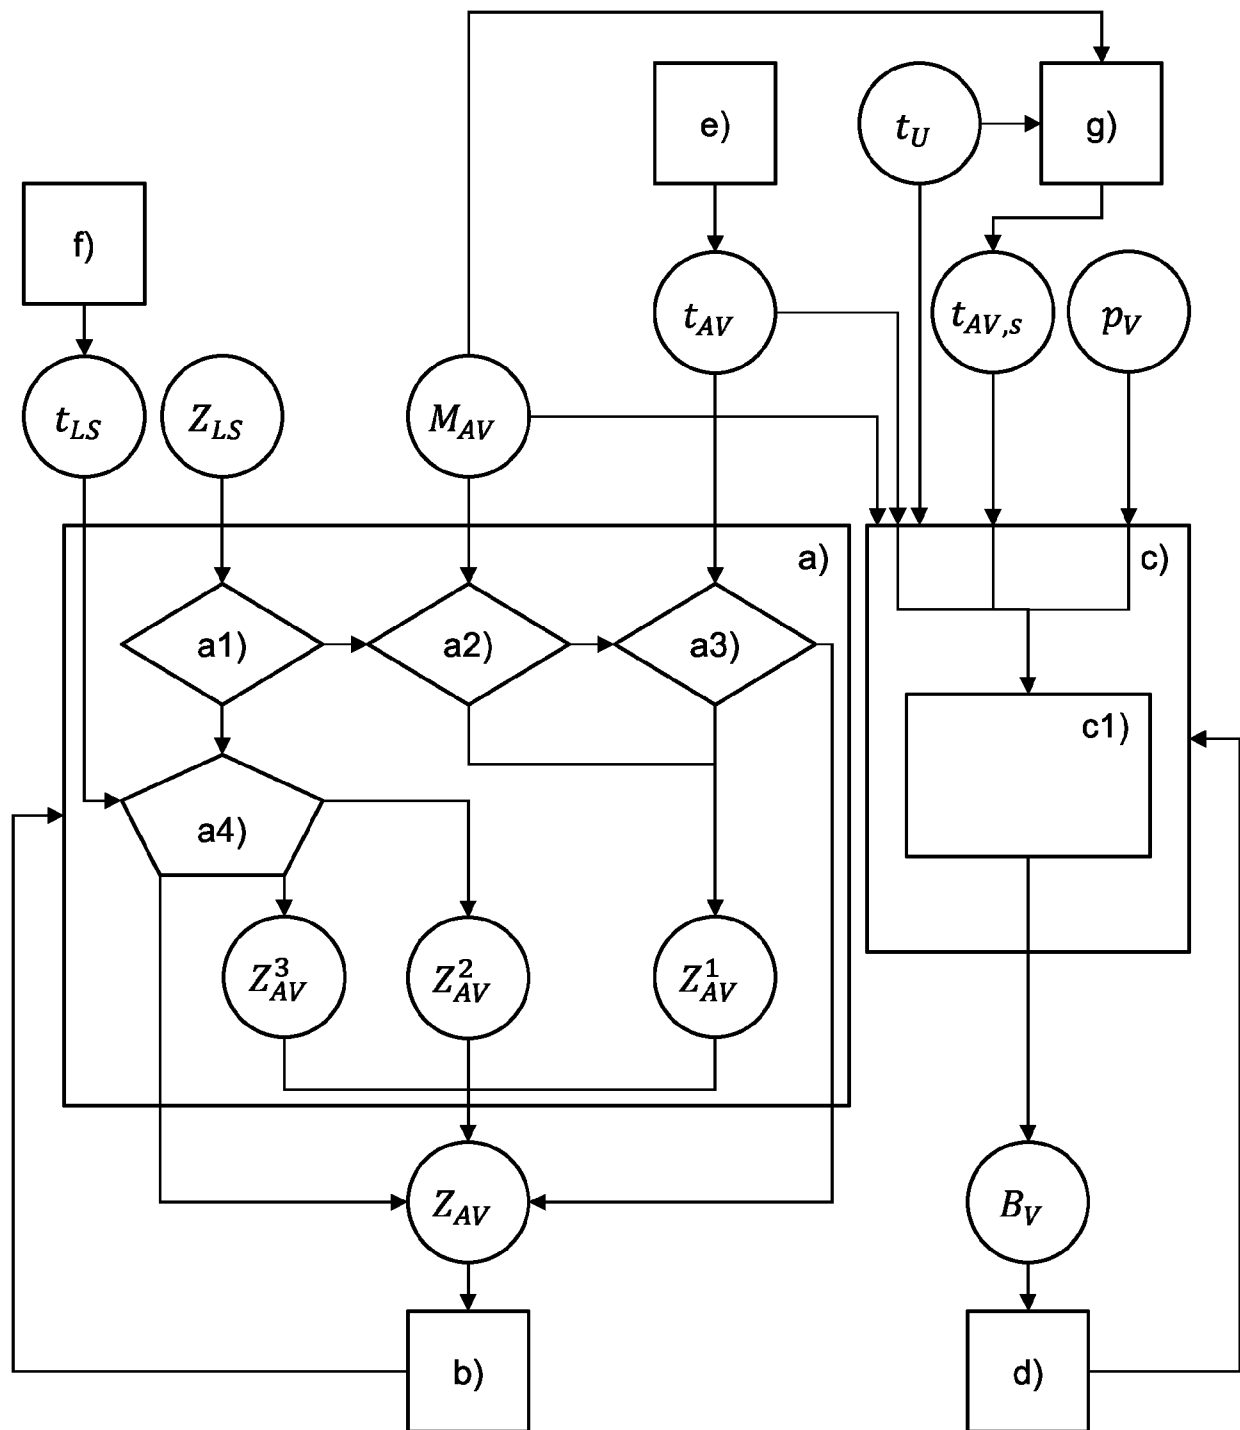 e)
t_U
g)
f)
t_AV
t_AV,s
p_V
t_LS
Z_LS
M_AV
a)
c)
a1)
a2)
a3)
c1)
a4)
Z_AV^3
Z_AV^2
Z_AV^1
Z_AV
B_V
b)
d)